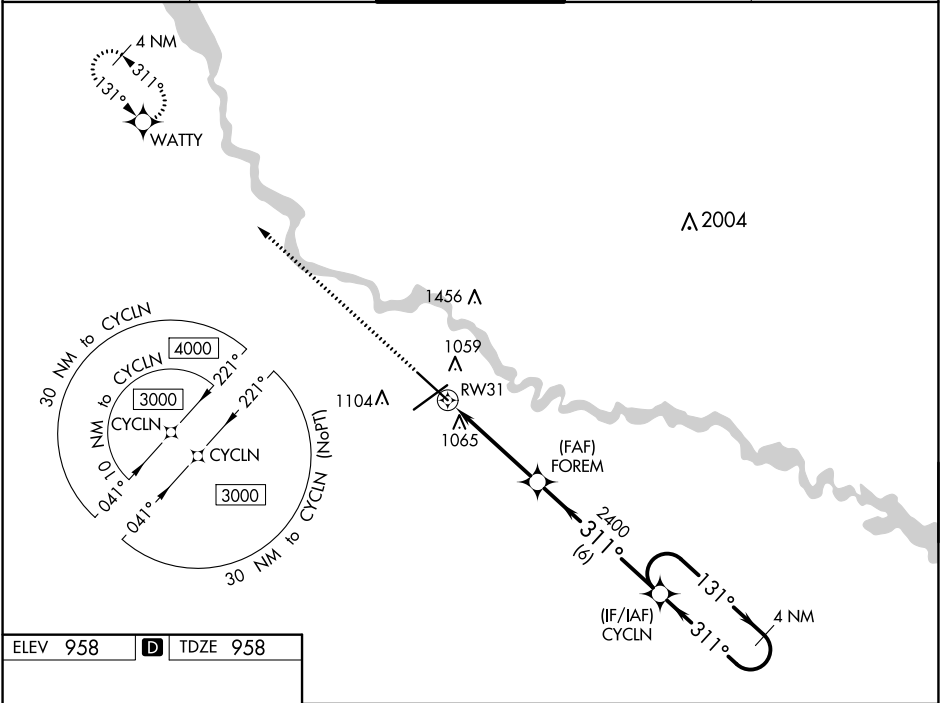 4 NM
311°
131°
WATTY
2004
1456
1059
RW31
1104
1065
30 NM to CYCLN
4000
221°
10 NM to CYCLN
3000
221°
CYCLN
CYCLN
041°
3000
041°
30 NM to CYCLN (NoPT)
(FAF)
FOREM
2400
311°
(6)
131°
(IF/IAF)
CYCLN
4 NM
311°
ELEV 958 D TDZE 958